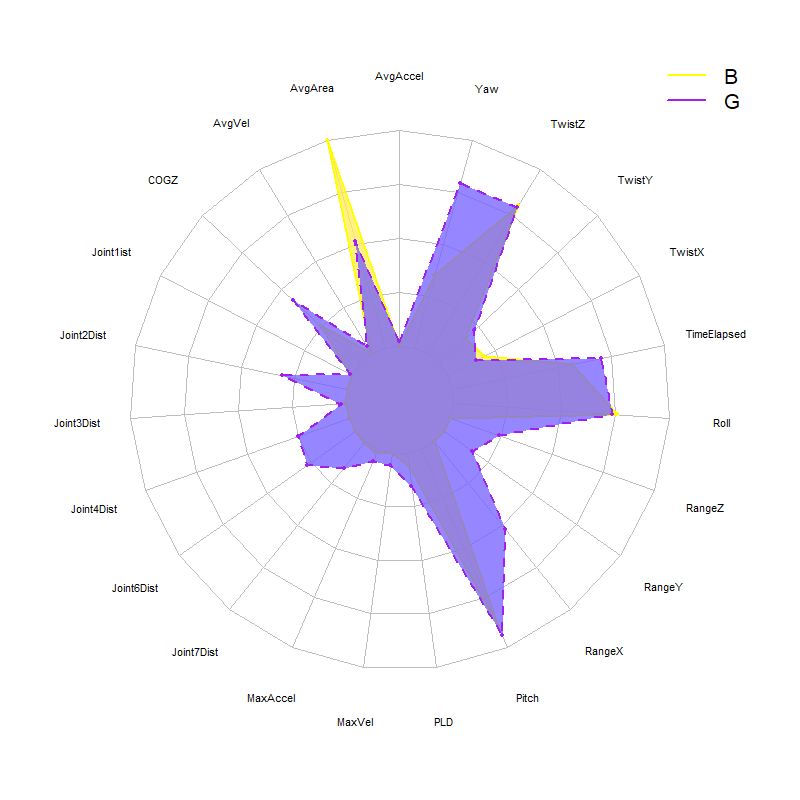 B
G
AvgAccel
Yaw
TwistZ
TwistY
TwistX
TimeElapsed
Roll
RangeZ
RangeY
RangeX
Pitch
PLD
MaxVel
MaxAccel
Joint7Dist
Joint6Dist
Joint4Dist
Joint3Dist
Joint2Dist
Joint1ist
COGZ
AvgVel
AvgArea